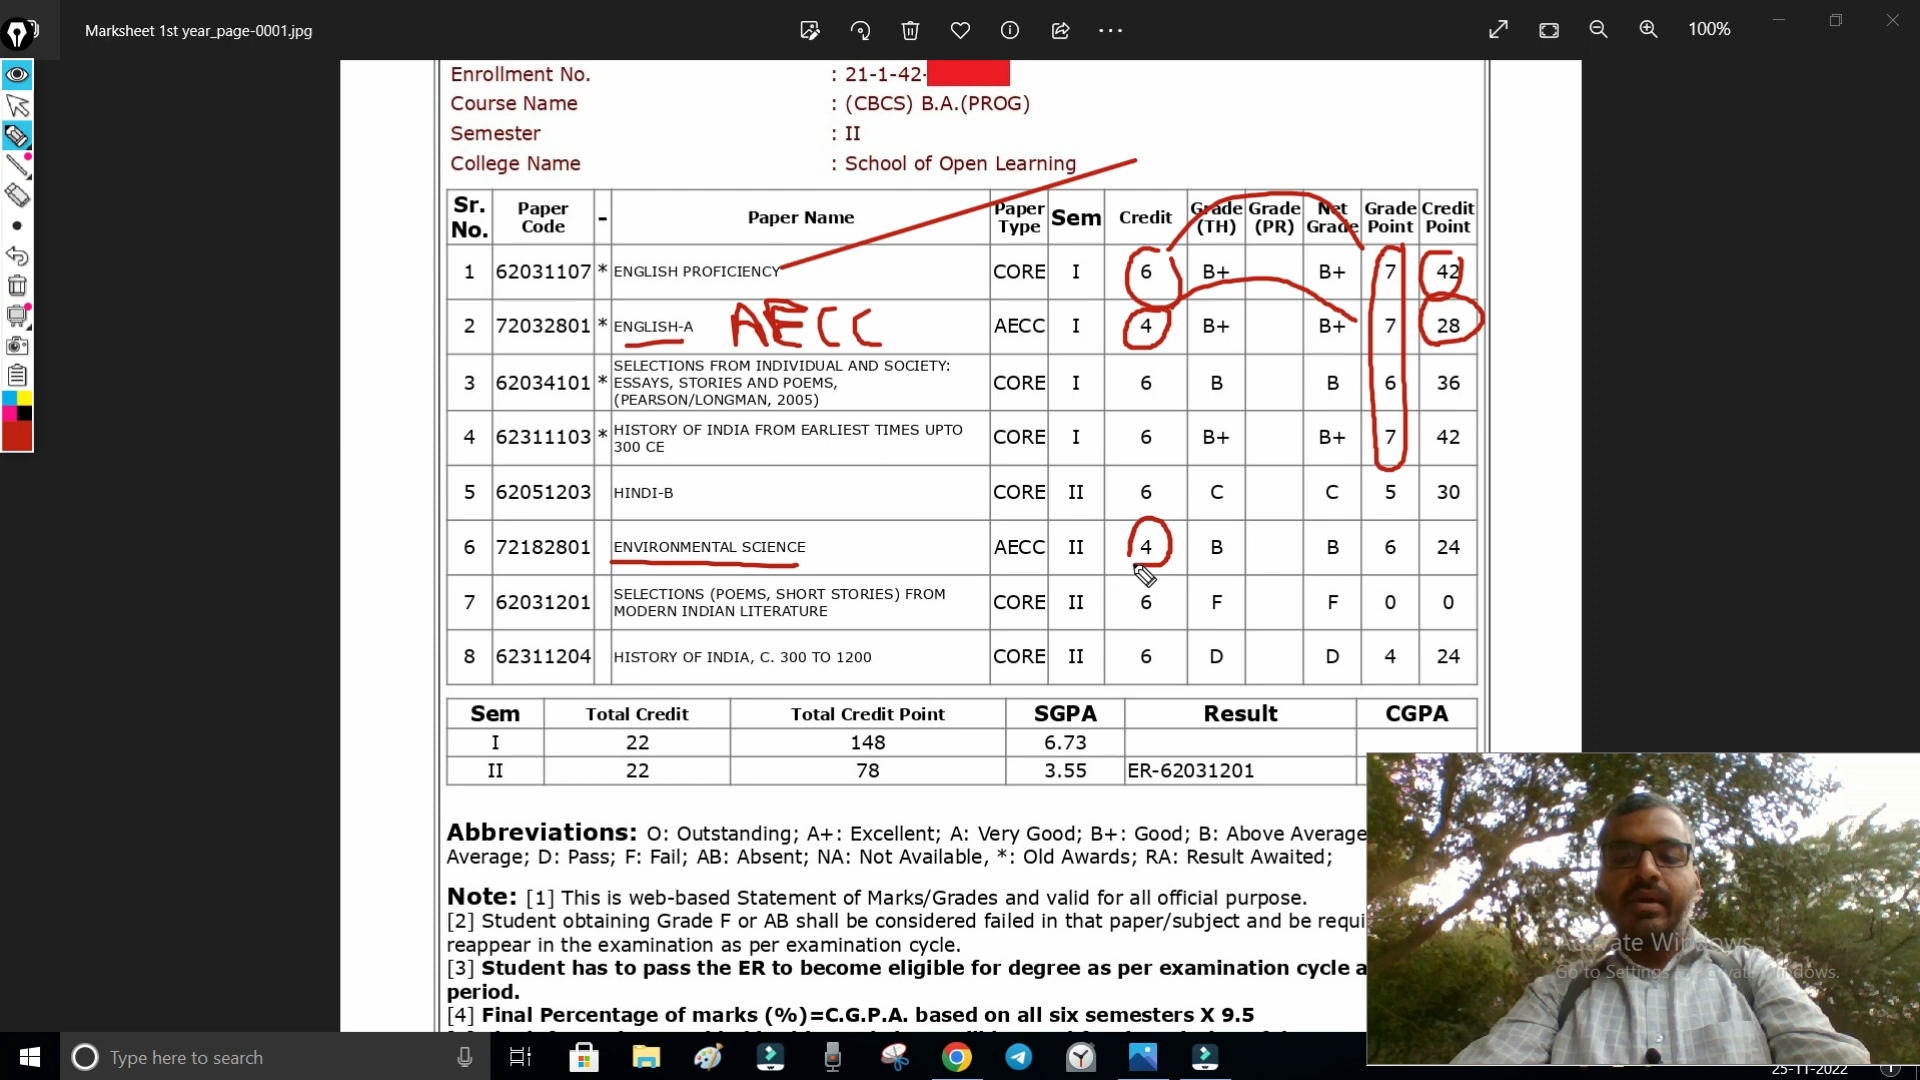 Marksheet 1st year_page-0001.jpg
100%
Enrollment No. : 21-1-42-
Course Name : (CBCS) B.A.(PROG)
Semester : II
College Name : School of Open Learning
Sr. No. Paper Code - Paper Name Paper Type Sem Credit Grade (TH) Grade (PR) Net Grade Grade Point Credit Point
1 62031107 * ENGLISH PROFICIENCY CORE I 6 B+ B+ 7 42
2 72032801 * ENGLISH-A AECC AECC I 4 B+ B+ 7 28
3 62034101 * SELECTIONS FROM INDIVIDUAL AND SOCIETY: ESSAYS, STORIES AND POEMS, (PEARSON/LONGMAN, 2005) CORE I 6 B B 6 36
4 62311103 * HISTORY OF INDIA FROM EARLIEST TIMES UPTO 300 CE CORE I 6 B+ B+ 7 42
5 62051203 HINDI-B CORE II 6 C C 5 30
6 72182801 ENVIRONMENTAL SCIENCE AECC II 4 B B 6 24
7 62031201 SELECTIONS (POEMS, SHORT STORIES) FROM MODERN INDIAN LITERATURE CORE II 6 F F 0 0
8 62311204 HISTORY OF INDIA, C. 300 TO 1200 CORE II 6 D D 4 24
Sem Total Credit Total Credit Point SGPA Result CGPA
I 22 148 6.73
II 22 78 3.55 ER-62031201
Abbreviations: O: Outstanding; A+: Excellent; A: Very Good; B+: Good; B: Above Average
Average; D: Pass; F: Fail; AB: Absent; NA: Not Available, *: Old Awards; RA: Result Awaited;
Note: [1] This is web-based Statement of Marks/Grades and valid for all official purpose.
[2] Student obtaining Grade F or AB shall be considered failed in that paper/subject and be requi
reappear in the examination as per examination cycle.
[3] Student has to pass the ER to become eligible for degree as per examination cycle a
period.
[4] Final Percentage of marks (%)=C.G.P.A. based on all six semesters X 9.5
Activate Windows
Go to Settings to activate Windows.
Type here to search
25-11-2022